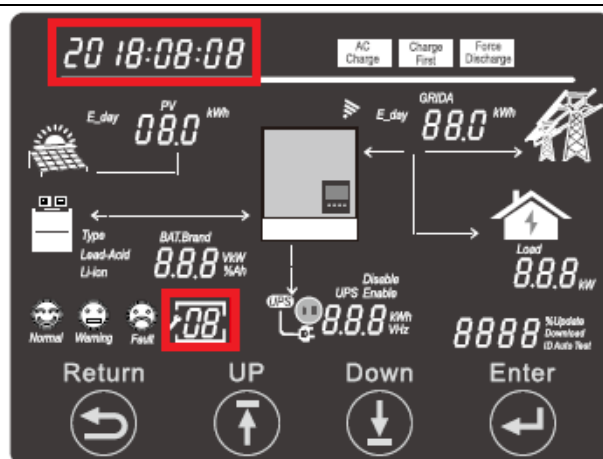 2018:08:08
AC Charge
Charge First
Force Discharge
E_day PV 08.0 kWh
E_day GRIDA 88.0 kWh
Type
Lead-Acid
Li-ion
BAT.Brand
8.8.8 VkW %Ah
Load
8.8.8 kW
Disable
UPS Enable
UPS
8.8.8 kWh VHz
Normal
Warning
Fault
08
8888 %Update Download ID Auto Test
Return
UP
Down
Enter